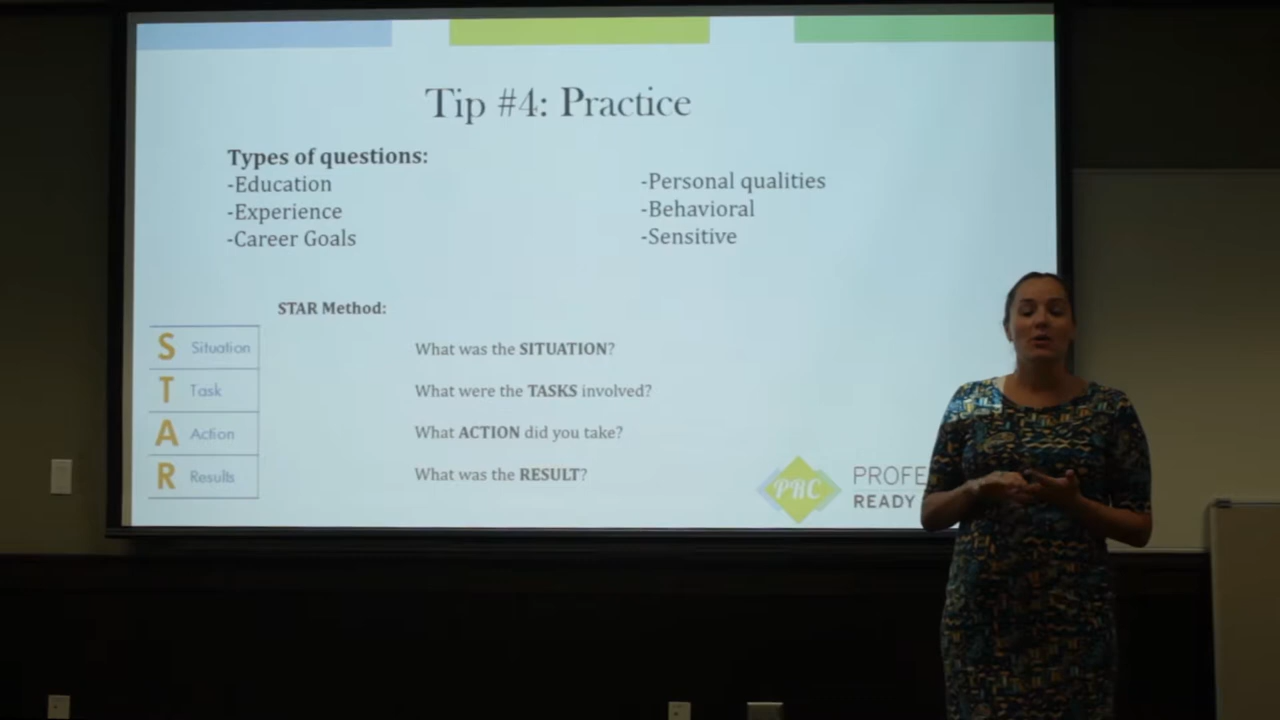 Tip #4: Practice
Types of questions:
-Education
-Experience
-Career Goals
-Personal qualities
-Behavioral
-Sensitive
STAR Method:
S Situation
What was the SITUATION?
T Task
What were the TASKS involved?
A Action
What ACTION did you take?
R Results
What was the RESULT?
PRC
PROFE
READY